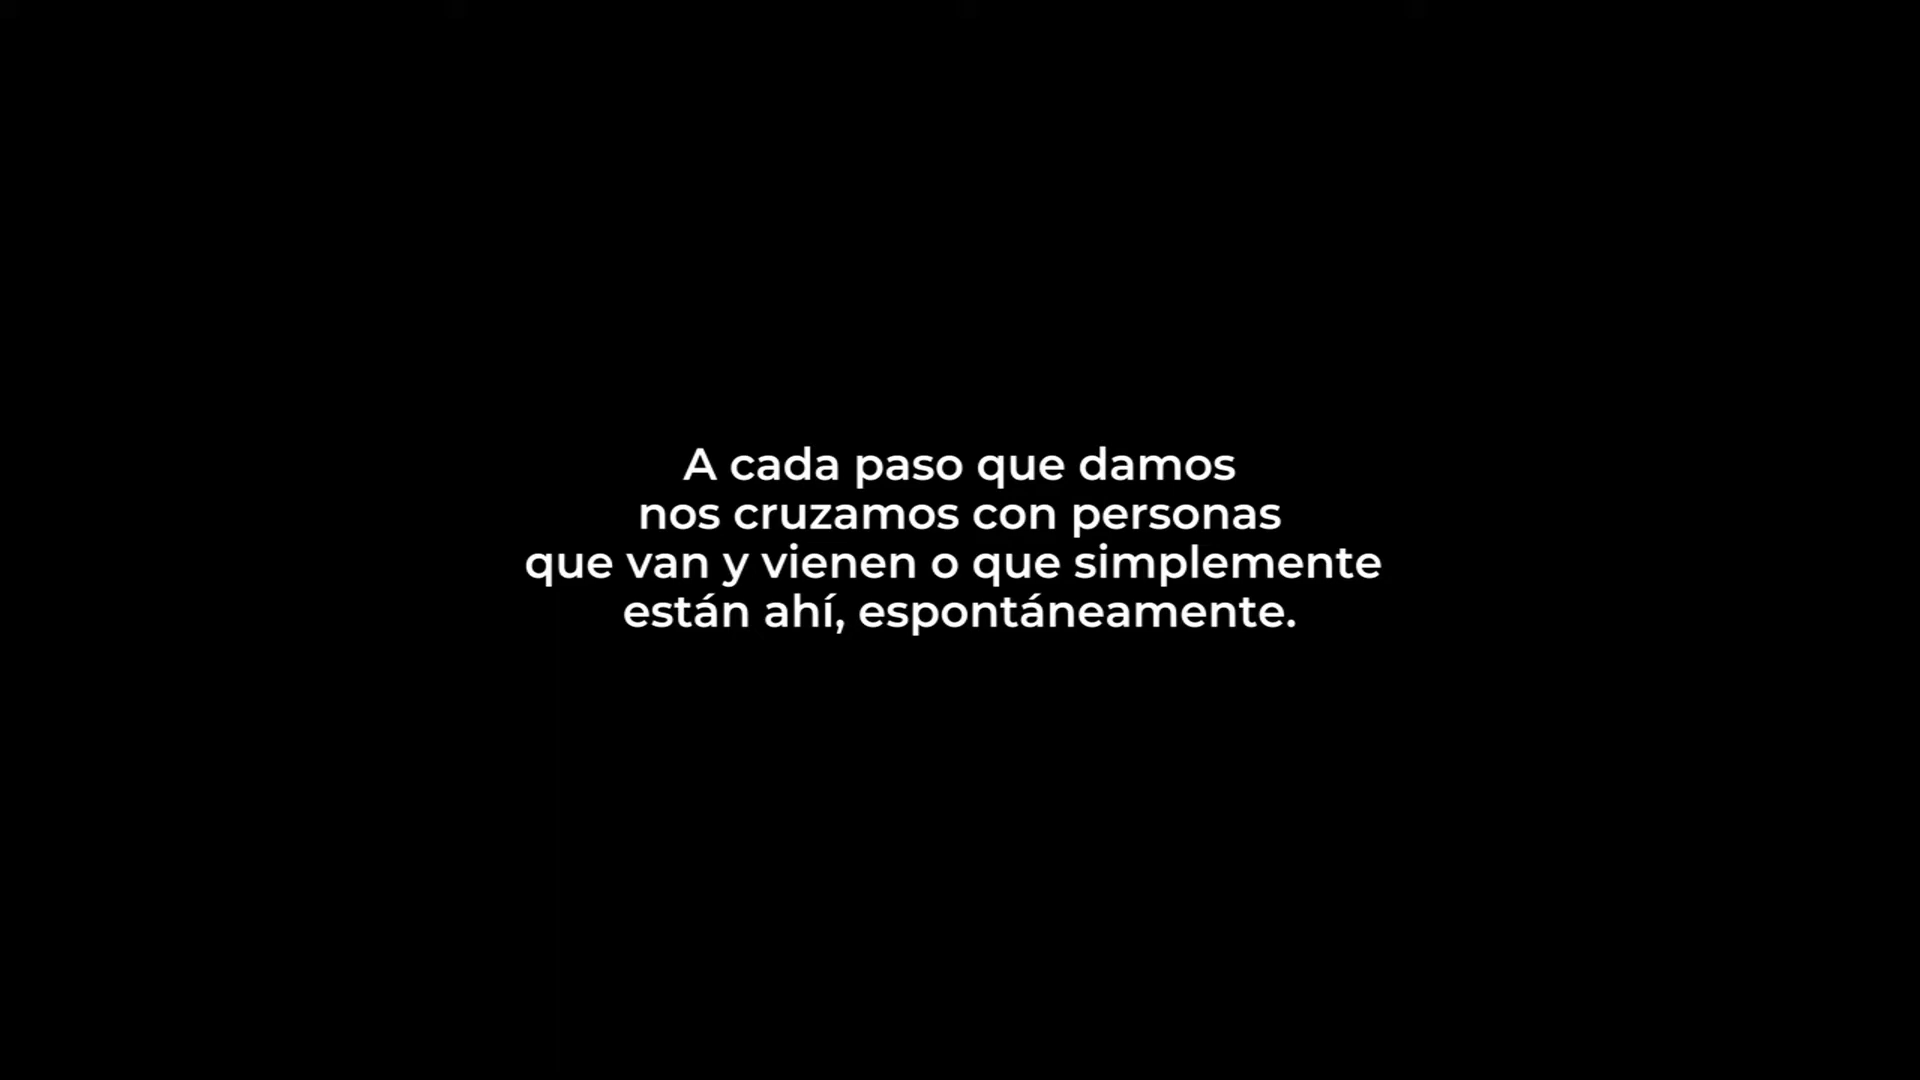 A cada paso que damos
nos cruzamos con personas
que van y vienen o que simplemente
están ahí, espontáneamente.